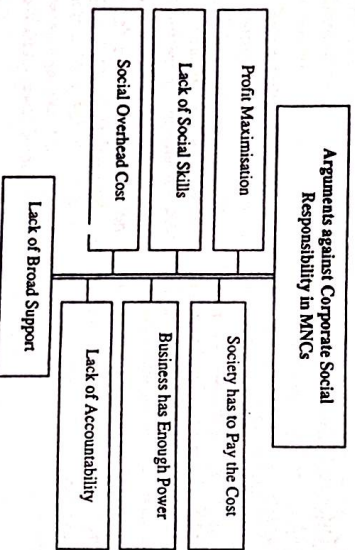 Arguments against Corporate Social
Responsibility in MNCs
Profit Maximisation
Society has to Pay the Cost
Lack of Social Skills
Business has Enough Power
Social Overhead Cost
Lack of Accountability
Lack of Broad Support